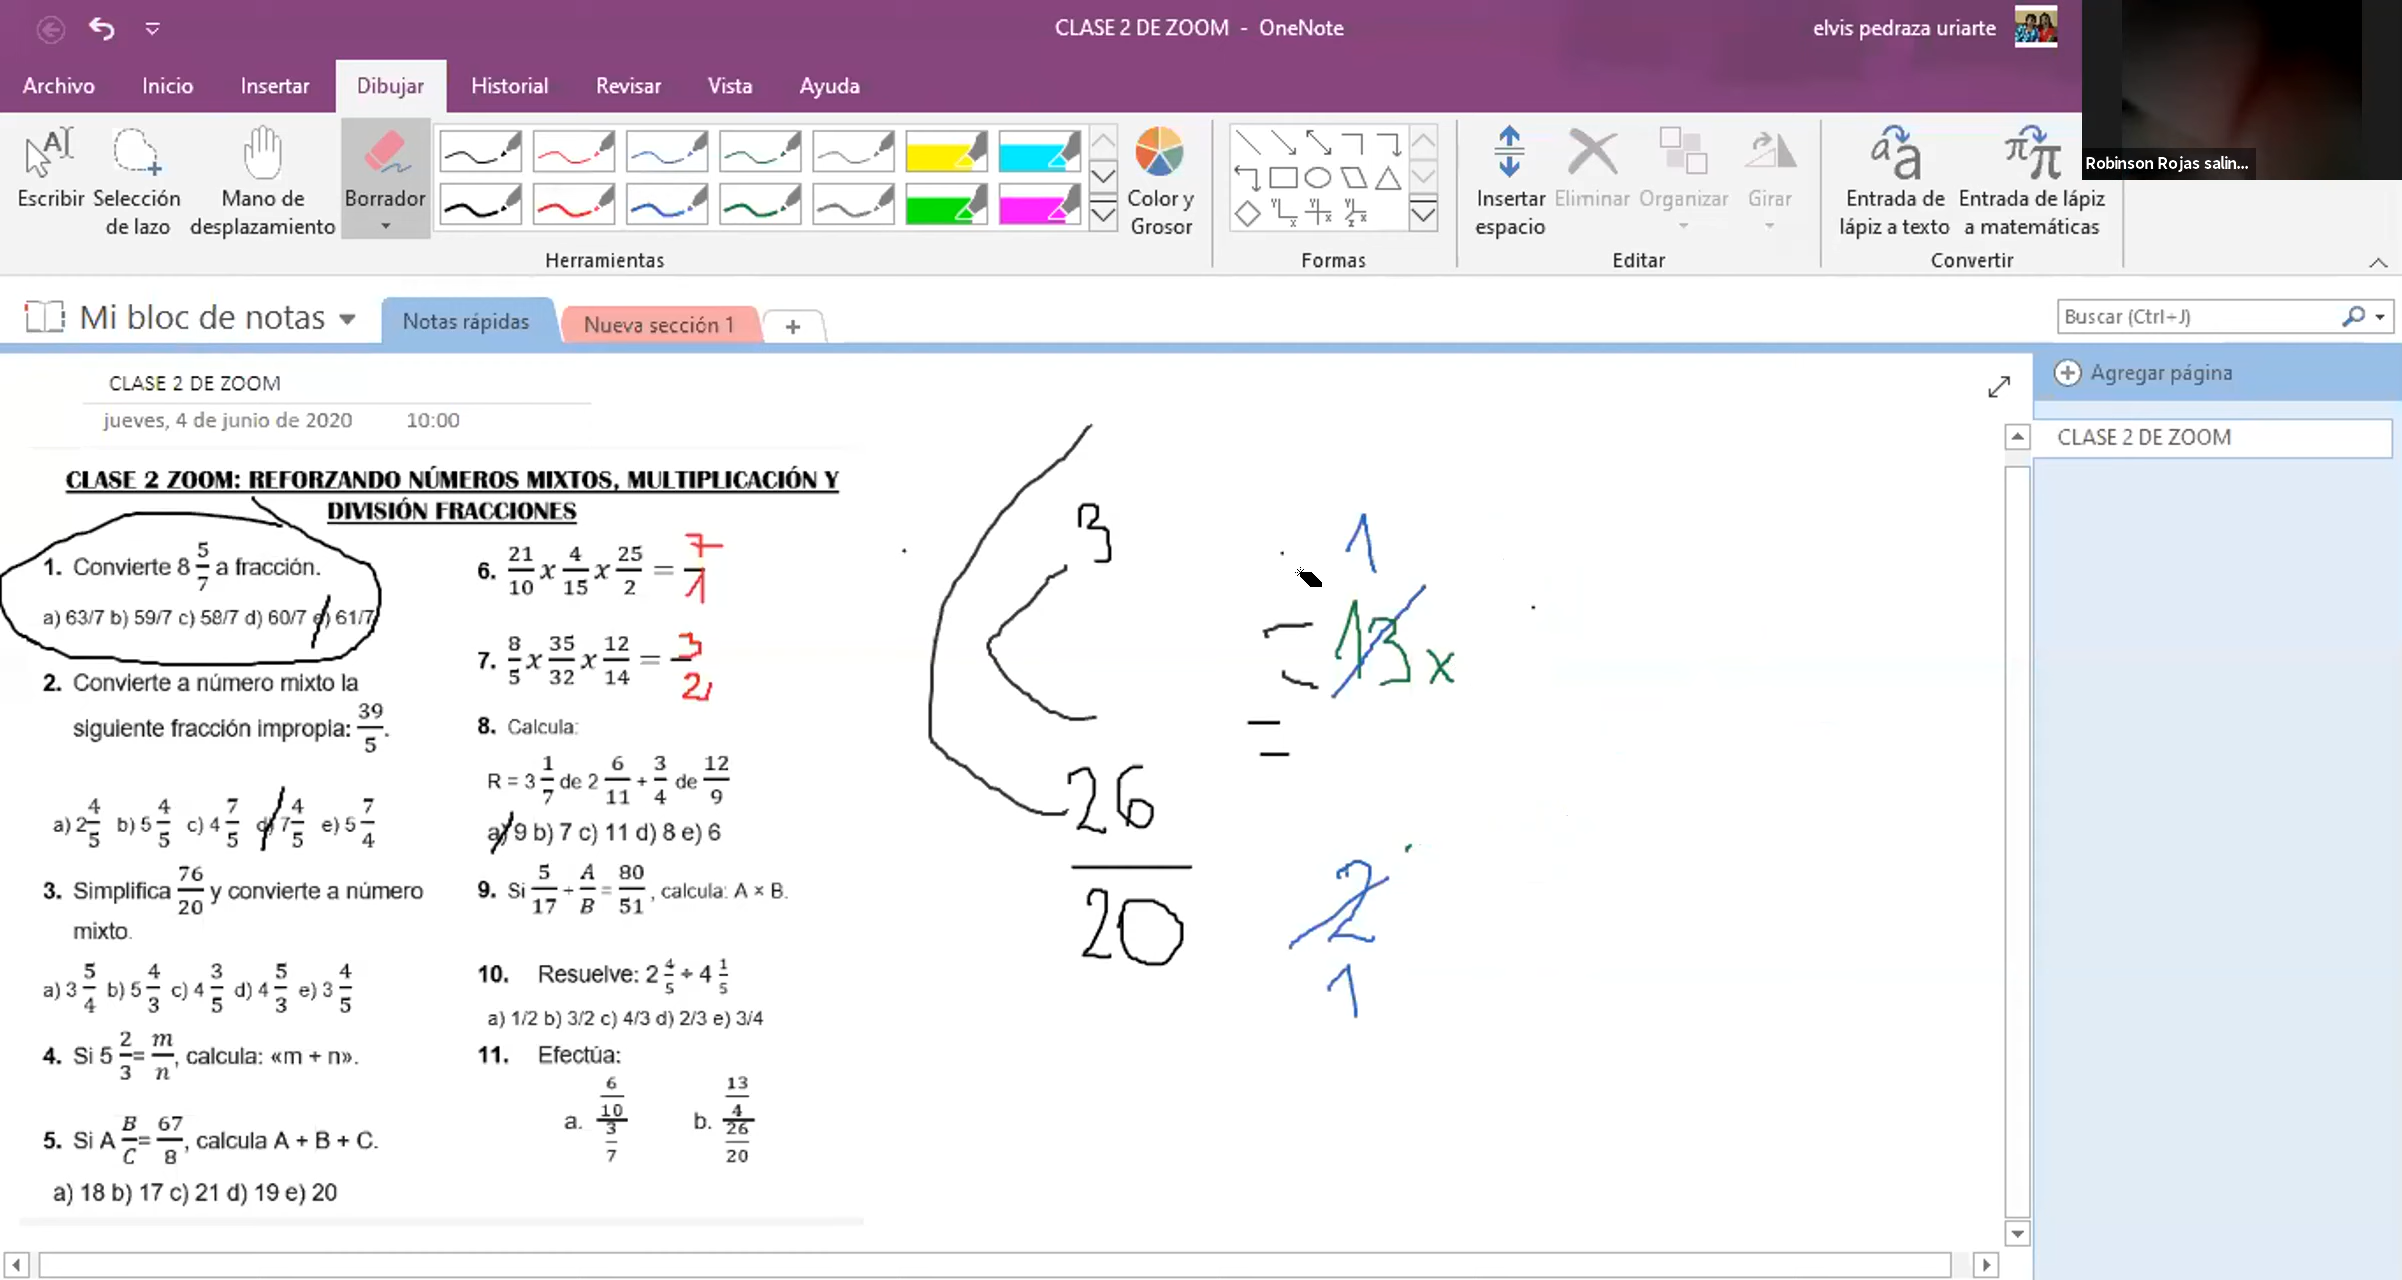 CLASE 2 DE ZOOM - OneNote
elvis pedraza uriarte
Archivo Inicio Insertar Dibujar Historial Revisar Vista Ayuda
Escribir
Selección de lazo
Mano de desplazamiento
Borrador
Color y Grosor
Insertar espacio
Eliminar
Organizar
Girar
Entrada de lápiz a texto
Entrada de lápiz a matemáticas
Robinson Rojas salin...
Herramientas Formas Editar Convertir
Mi bloc de notas
Notas rápidas
Nueva sección 1
+
Buscar (Ctrl+J)
Agregar página
CLASE 2 DE ZOOM
CLASE 2 DE ZOOM
jueves, 4 de junio de 2020 10:00
CLASE 2 ZOOM: REFORZANDO NÚMEROS MIXTOS, MULTIPLICACIÓN Y
DIVISIÓN FRACCIONES
1. Convierte 8 5/7 a fracción.
a) 63/7 b) 59/7 c) 58/7 d) 60/7 e) 61/7
2. Convierte a número mixto la
siguiente fracción impropia: 39/5.
a) 2 4/5 b) 5 4/5 c) 4 7/5 d) 7 4/5 e) 5 7/4
3. Simplifica 76/20 y convierte a número
mixto.
a) 3 5/4 b) 5 4/3 c) 4 3/5 d) 4 5/3 e) 3 4/5
4. Si 5 2/3 = m/n, calcula: «m + n».
5. Si A B/C = 67/8, calcula A + B + C.
a) 18 b) 17 c) 21 d) 19 e) 20
6. 21/10 x 4/15 x 25/2 = 7/1
7. 8/5 x 35/32 x 12/14 = 3/2
8. Calcula:
R = 3 1/7 de 2 6/11 + 3/4 de 12/9
a) 9 b) 7 c) 11 d) 8 e) 6
9. Si 5/17 ÷ A/B = 80/51, calcula: A × B.
10. Resuelve: 2 4/5 ÷ 4 1/5
a) 1/2 b) 3/2 c) 4/3 d) 2/3 e) 3/4
11. Efectúa:
a. 6/10 / 3/7 b. 13/4 / 26/20
3
26
20
=
1
13 x
2
1